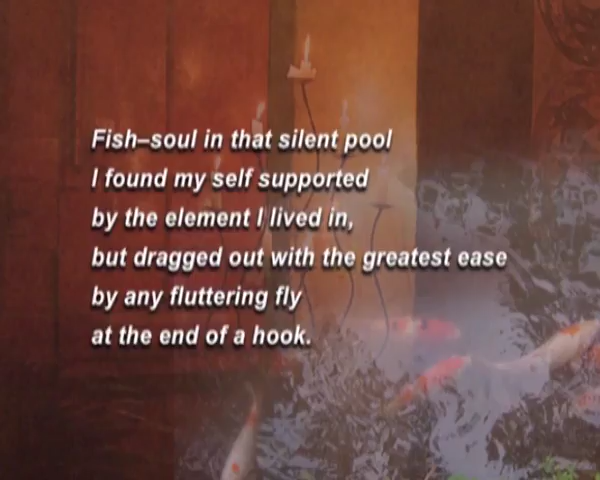 Fish–soul in that silent pool
I found my self supported
by the element I lived in,
but dragged out with the greatest ease
by any fluttering fly
at the end of a hook.